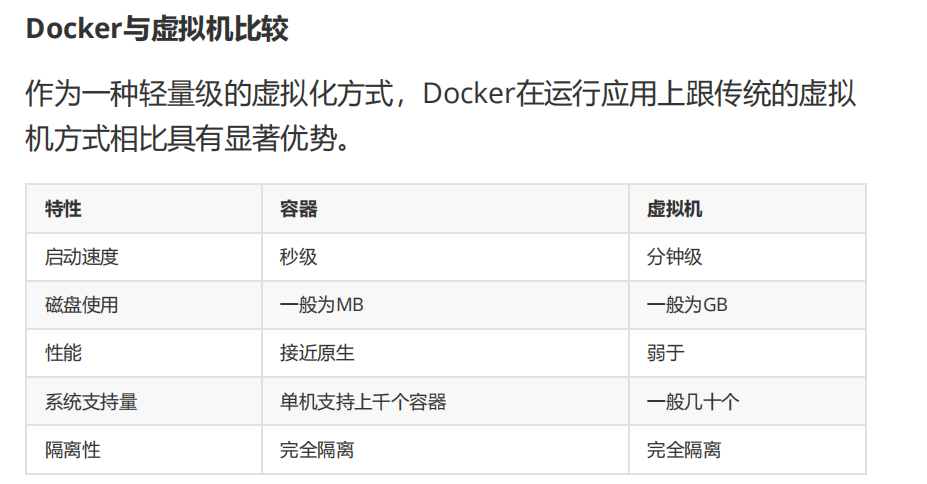 Docker与虚拟机比较
作为一种轻量级的虚拟化方式，Docker在运行应用上跟传统的虚拟
机方式相比具有显著优势。
特性 容器 虚拟机
启动速度 秒级 分钟级
磁盘使用 一般为MB 一般为GB
性能 接近原生 弱于
系统支持量 单机支持上千个容器 一般几十个
隔离性 完全隔离 完全隔离